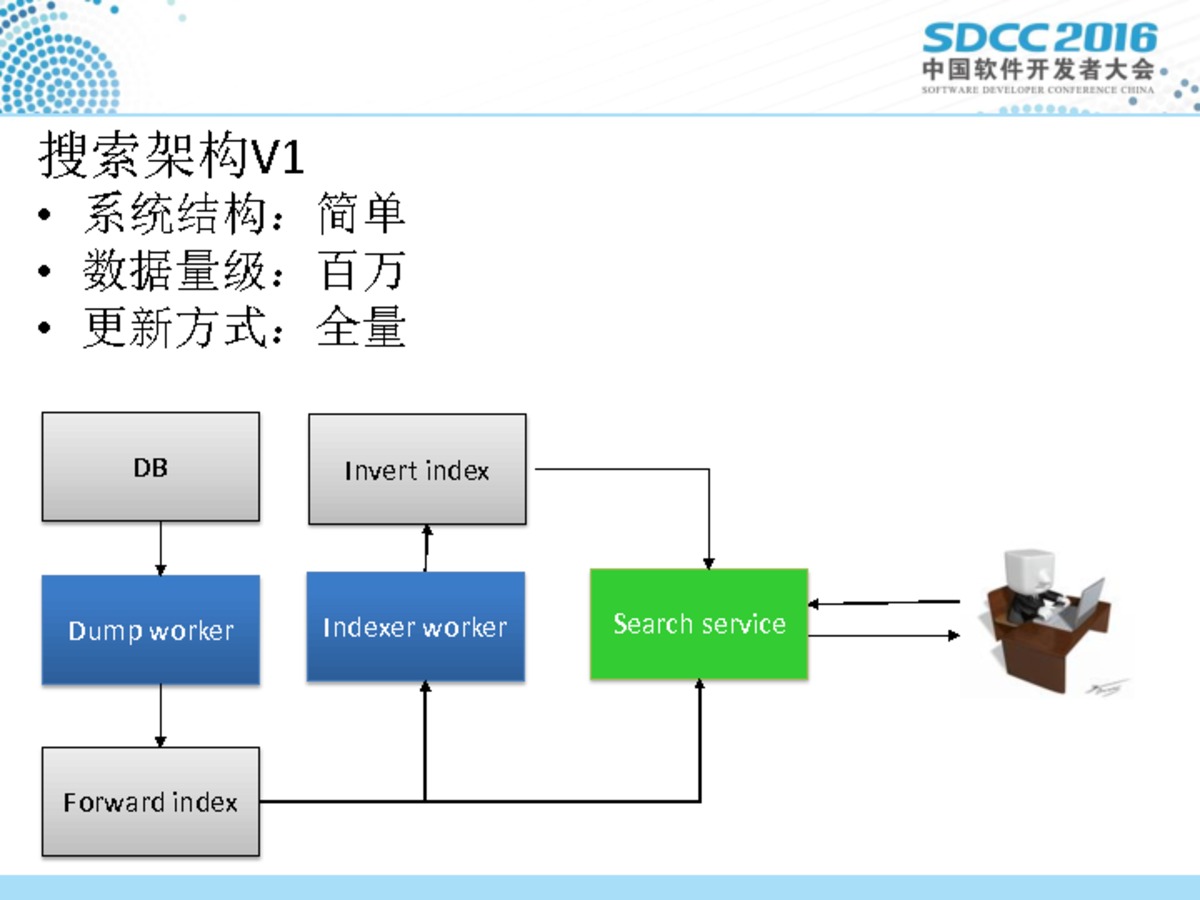 SDCC 2016
中国软件开发者大会
SOFTWARE DEVELOPER CONFERENCE CHINA
搜索架构V1
• 系统结构：简单
• 数据量级：百万
• 更新方式：全量
DB
Invert index
Dump worker
Indexer worker
Search service
Forward index